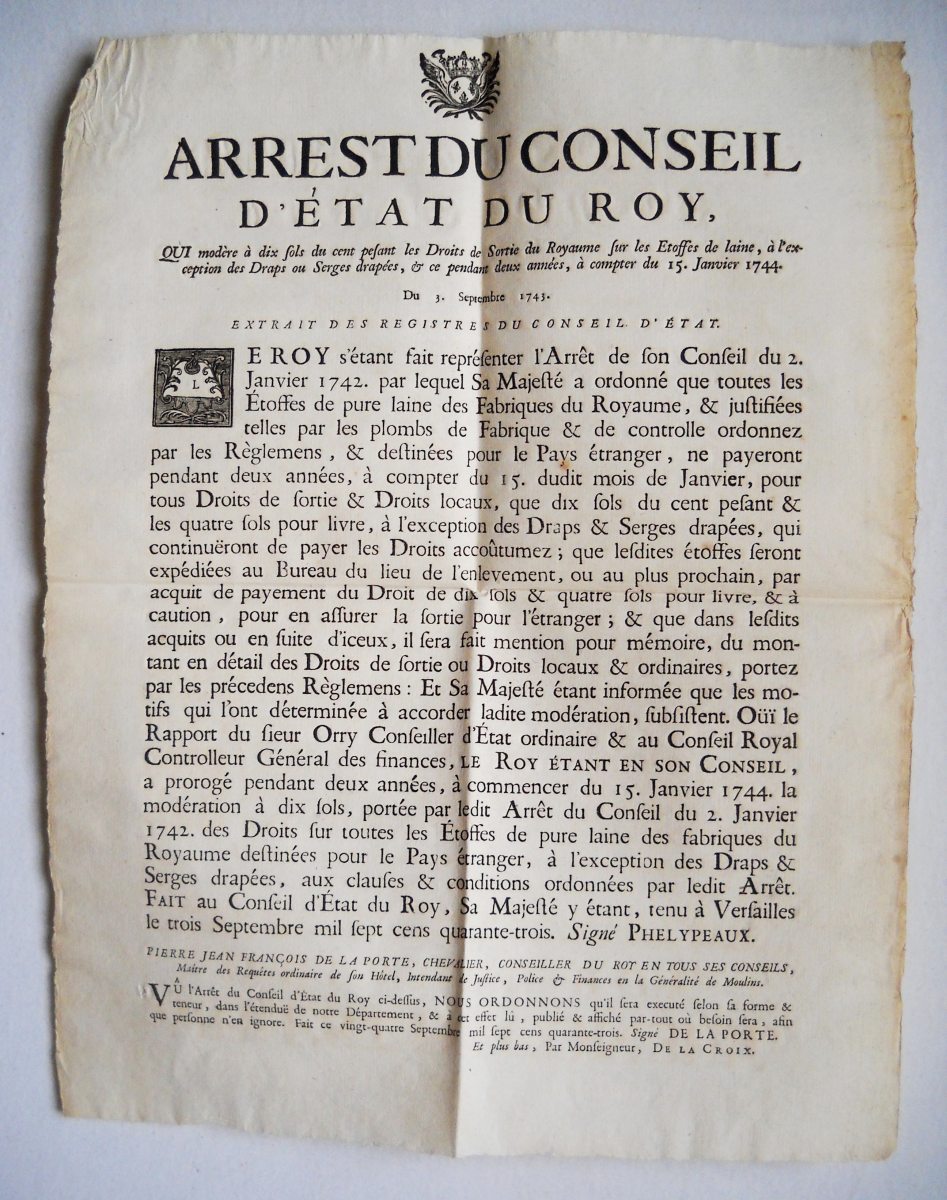 ARREST DU CONSEIL
D'ÉTAT DU ROY,
QUI modère à dix ſols du cent peſant les Droits de Sortie du Royaume ſur les Etoffes de laine, à l'ex-
ception des Draps ou Serges drapées, & ce pendant deux années, à compter du 15. Janvier 1744.
Du 3. Septembre 1743.
EXTRAIT DES REGISTRES DU CONSEIL D'ÉTAT.
LE ROY s'étant fait repréſenter l'Arrêt de ſon Conſeil du 2.
Janvier 1742. par lequel Sa Majeſté a ordonné que toutes les
Étoffes de pure laine des Fabriques du Royaume, & juſtifiées
telles par les plombs de Fabrique & de controlle ordonnez
par les Règlemens, & deſtinées pour le Pays étranger, ne payeront
pendant deux années, à compter du 15. dudit mois de Janvier, pour
tous Droits de ſortie & Droits locaux, que dix ſols du cent peſant &
les quatre ſols pour livre, à l'exception des Draps & Serges drapées, qui
continuëront de payer les Droits accoûtumez; que leſdites étoffes ſeront
expédiées au Bureau du lieu de l'enlevement, ou au plus prochain, par
acquit de payement du Droit de dix ſols & quatre ſols pour livre, & à
caution, pour en aſſurer la ſortie pour l'étranger; & que dans leſdits
acquits ou en ſuite d'iceux, il ſera fait mention pour mémoire, du mon-
tant en détail des Droits de ſortie ou Droits locaux & ordinaires, portez
par les précedens Règlemens: Et Sa Majeſté étant informée que les mo-
tifs qui l'ont déterminée à accorder ladite modération, ſubſiſtent. Oüï le
Rapport du ſieur Orry Conſeiller d'État ordinaire & au Conſeil Royal
Controlleur Général des finances, LE ROY ÉTANT EN SON CONSEIL,
a prorogé pendant deux années, à commencer du 15. Janvier 1744. la
modération à dix ſols, portée par ledit Arrêt du Conſeil du 2. Janvier
1742. des Droits ſur toutes les Étoffes de pure laine des fabriques du
Royaume deſtinées pour le Pays étranger, à l'exception des Draps &
Serges drapées, aux clauſes & conditions ordonnées par ledit Arrêt.
FAIT au Conſeil d'État du Roy, Sa Majeſté y étant, tenu à Verſailles
le trois Septembre mil ſept cens quarante-trois. Signé PHELYPEAUX.
PIERRE JEAN FRANÇOIS DE LA PORTE, CHEVALIER, CONSEILLER DU ROY EN TOUS SES CONSEILS,
Maître des Requêtes ordinaire de ſon Hôtel, Intendant de Juſtice, Police & Finances en la Généralité de Moulins.
VÛ l'Arrêt du Conſeil d'État du Roy ci-deſſus, NOUS ORDONNONS qu'il ſera executé ſelon ſa forme &
teneur, dans l'étenduë de notre Département, & à cet effet lû, publié & affiché par-tout où beſoin ſera, afin
que perſonne n'en ignore. Fait ce vingt-quatre Septembre mil ſept cens quarante-trois. Signé DE LA PORTE.
Et plus bas, Par Monſeigneur, DE LA CROIX.